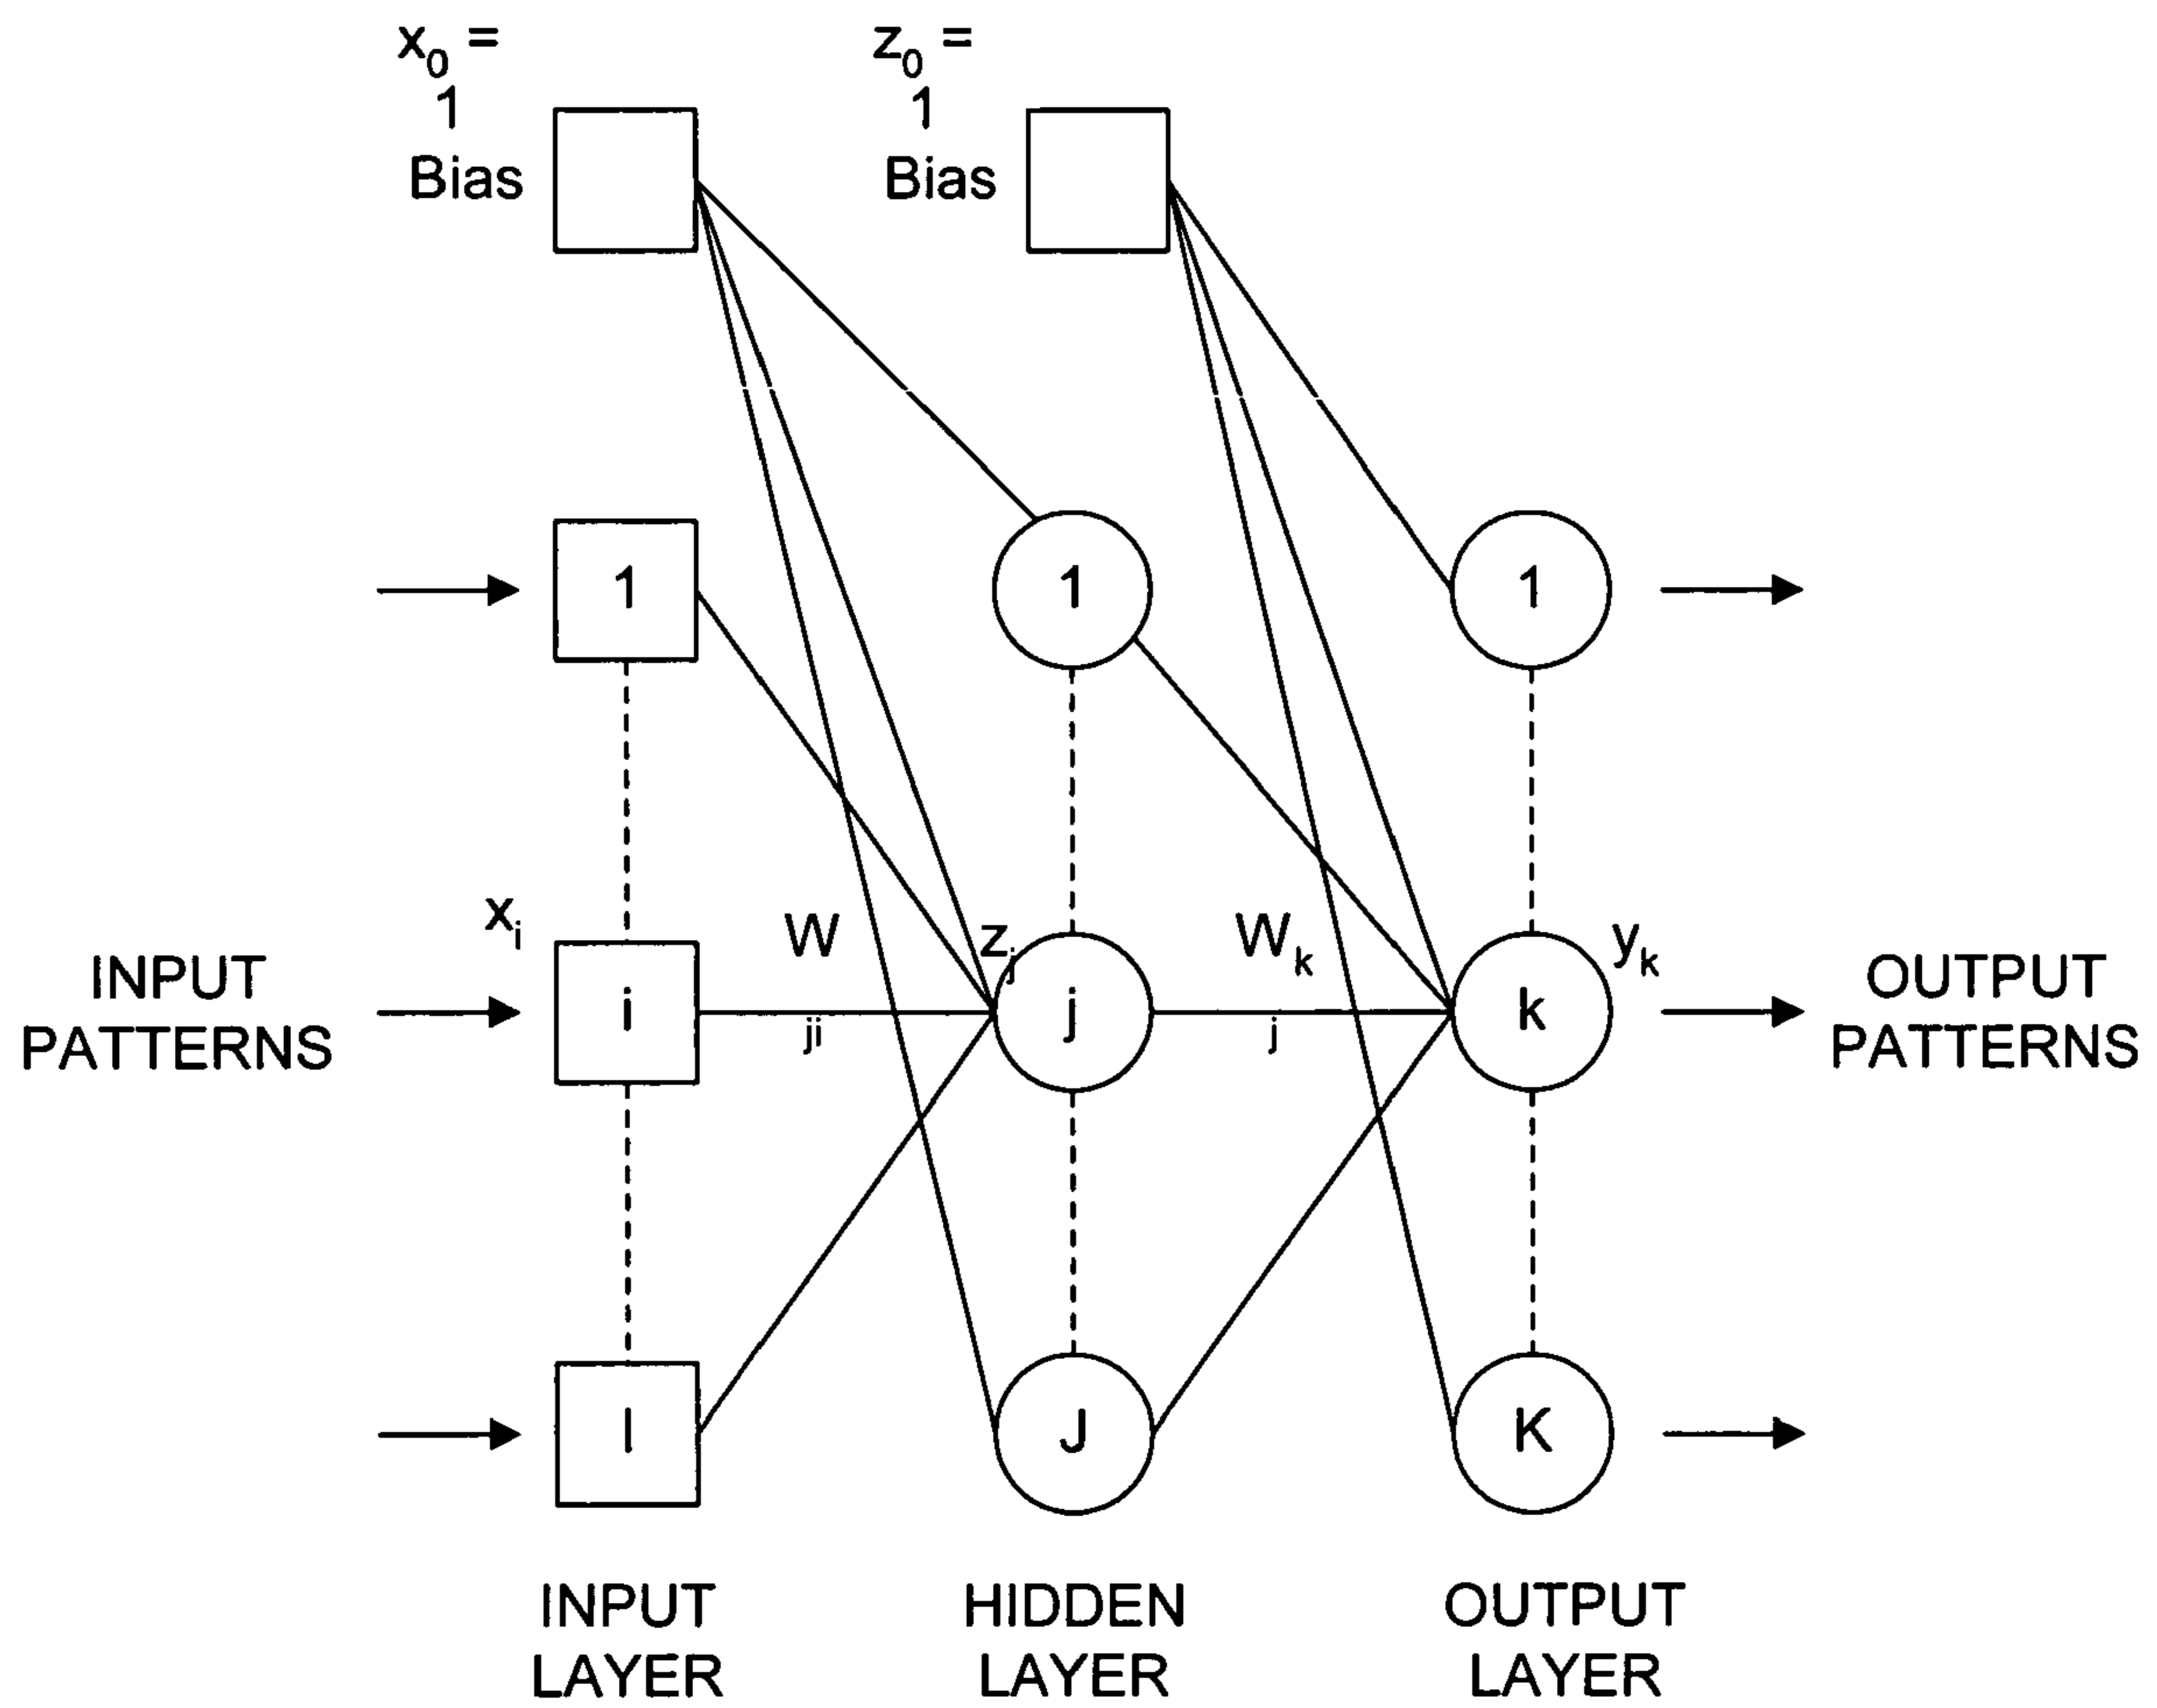 x0 =
1
Bias
z0 =
1
Bias
1
1
1
xi
W
ji
zj
Wk
j
yk
INPUT
PATTERNS
i
j
k
OUTPUT
PATTERNS
I
J
K
INPUT
LAYER
HIDDEN
LAYER
OUTPUT
LAYER